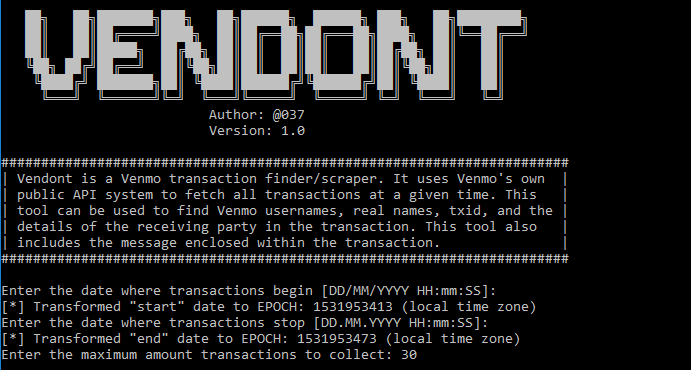 VENDONT
Author: @037
Version: 1.0
#######################################################################
| Vendont is a Venmo transaction finder/scraper. It uses Venmo's own |
| public API system to fetch all transactions at a given time. This |
| tool can be used to find Venmo usernames, real names, txid, and the |
| details of the receiving party in the transaction. This tool also |
| includes the message enclosed within the transaction. |
#######################################################################
Enter the date where transactions begin [DD/MM/YYYY HH:mm:SS]:
[*] Transformed "start" date to EPOCH: 1531953413 (local time zone)
Enter the date where transactions stop [DD.MM.YYYY HH:mm:SS]:
[*] Transformed "end" date to EPOCH: 1531953473 (local time zone)
Enter the maximum amount transactions to collect: 30